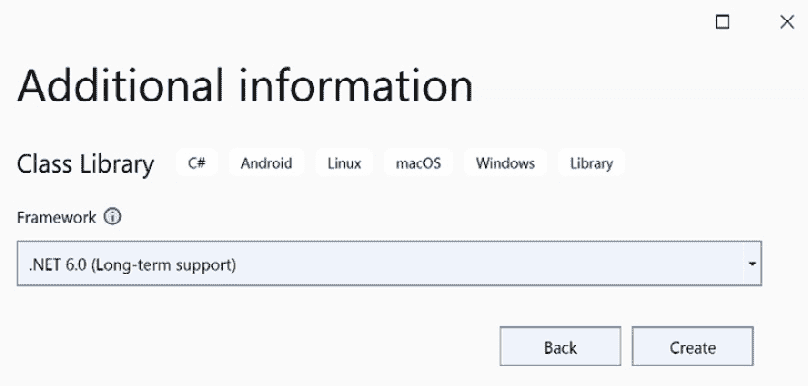 Additional information
Class Library C# Android Linux macOS Windows Library
Framework
.NET 6.0 (Long-term support)
Back Create